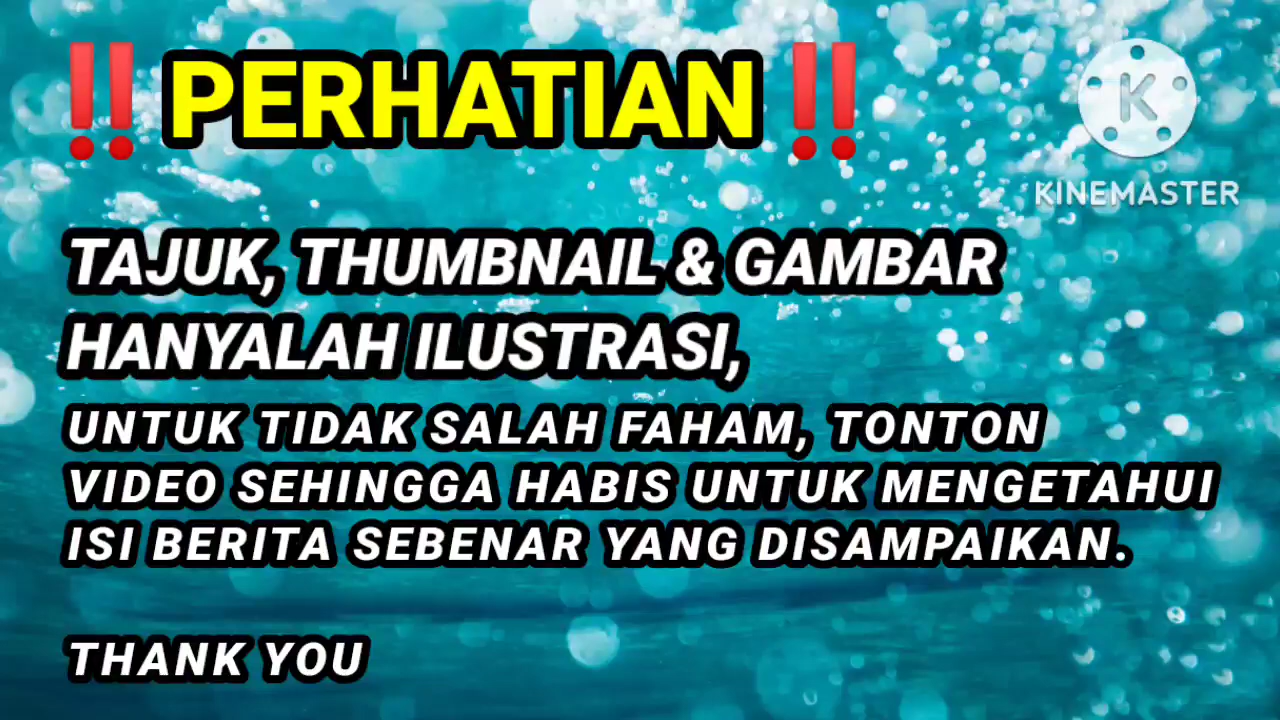 ‼PERHATIAN‼
KINEMASTER
TAJUK, THUMBNAIL & GAMBAR
HANYALAH ILUSTRASI,
UNTUK TIDAK SALAH FAHAM, TONTON
VIDEO SEHINGGA HABIS UNTUK MENGETAHUI
ISI BERITA SEBENAR YANG DISAMPAIKAN.
THANK YOU